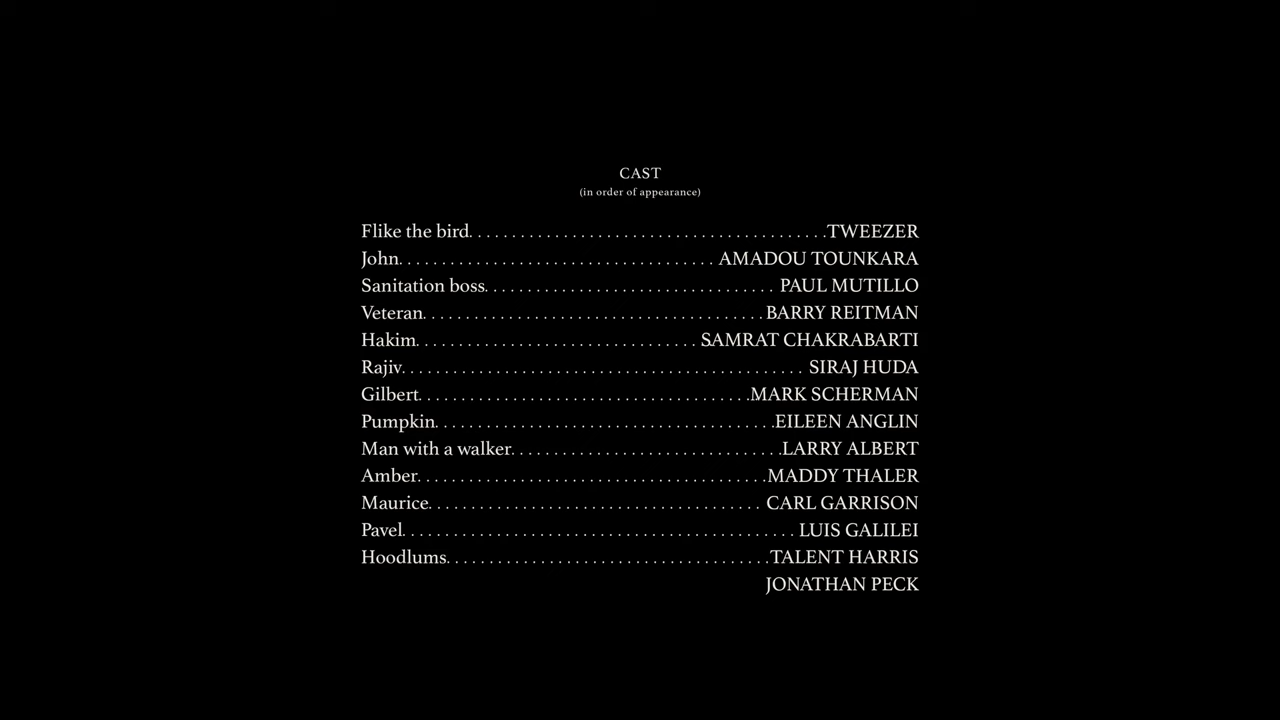 CAST
(in order of appearance)
Flike the bird. . . . . . . . . . . . . . . . . . . . . . . . . . . . . . . . . . . . . . . . . .TWEEZER
John. . . . . . . . . . . . . . . . . . . . . . . . . . . . . . . . . . . . . AMADOU TOUNKARA
Sanitation boss. . . . . . . . . . . . . . . . . . . . . . . . . . . . . . . . . . PAUL MUTILLO
Veteran. . . . . . . . . . . . . . . . . . . . . . . . . . . . . . . . . . . . . . . .BARRY REITMAN
Hakim. . . . . . . . . . . . . . . . . . . . . . . . . . . . . . . . . SAMRAT CHAKRABARTI
Rajiv. . . . . . . . . . . . . . . . . . . . . . . . . . . . . . . . . . . . . . . . . . . . . . . SIRAJ HUDA
Gilbert. . . . . . . . . . . . . . . . . . . . . . . . . . . . . . . . . . . . . . .MARK SCHERMAN
Pumpkin. . . . . . . . . . . . . . . . . . . . . . . . . . . . . . . . . . . . . . . .EILEEN ANGLIN
Man with a walker. . . . . . . . . . . . . . . . . . . . . . . . . . . . . . . .LARRY ALBERT
Amber. . . . . . . . . . . . . . . . . . . . . . . . . . . . . . . . . . . . . . . . .MADDY THALER
Maurice. . . . . . . . . . . . . . . . . . . . . . . . . . . . . . . . . . . . . . . CARL GARRISON
Pavel. . . . . . . . . . . . . . . . . . . . . . . . . . . . . . . . . . . . . . . . . . . . . . LUIS GALILEI
Hoodlums. . . . . . . . . . . . . . . . . . . . . . . . . . . . . . . . . . . . . .TALENT HARRIS
JONATHAN PECK